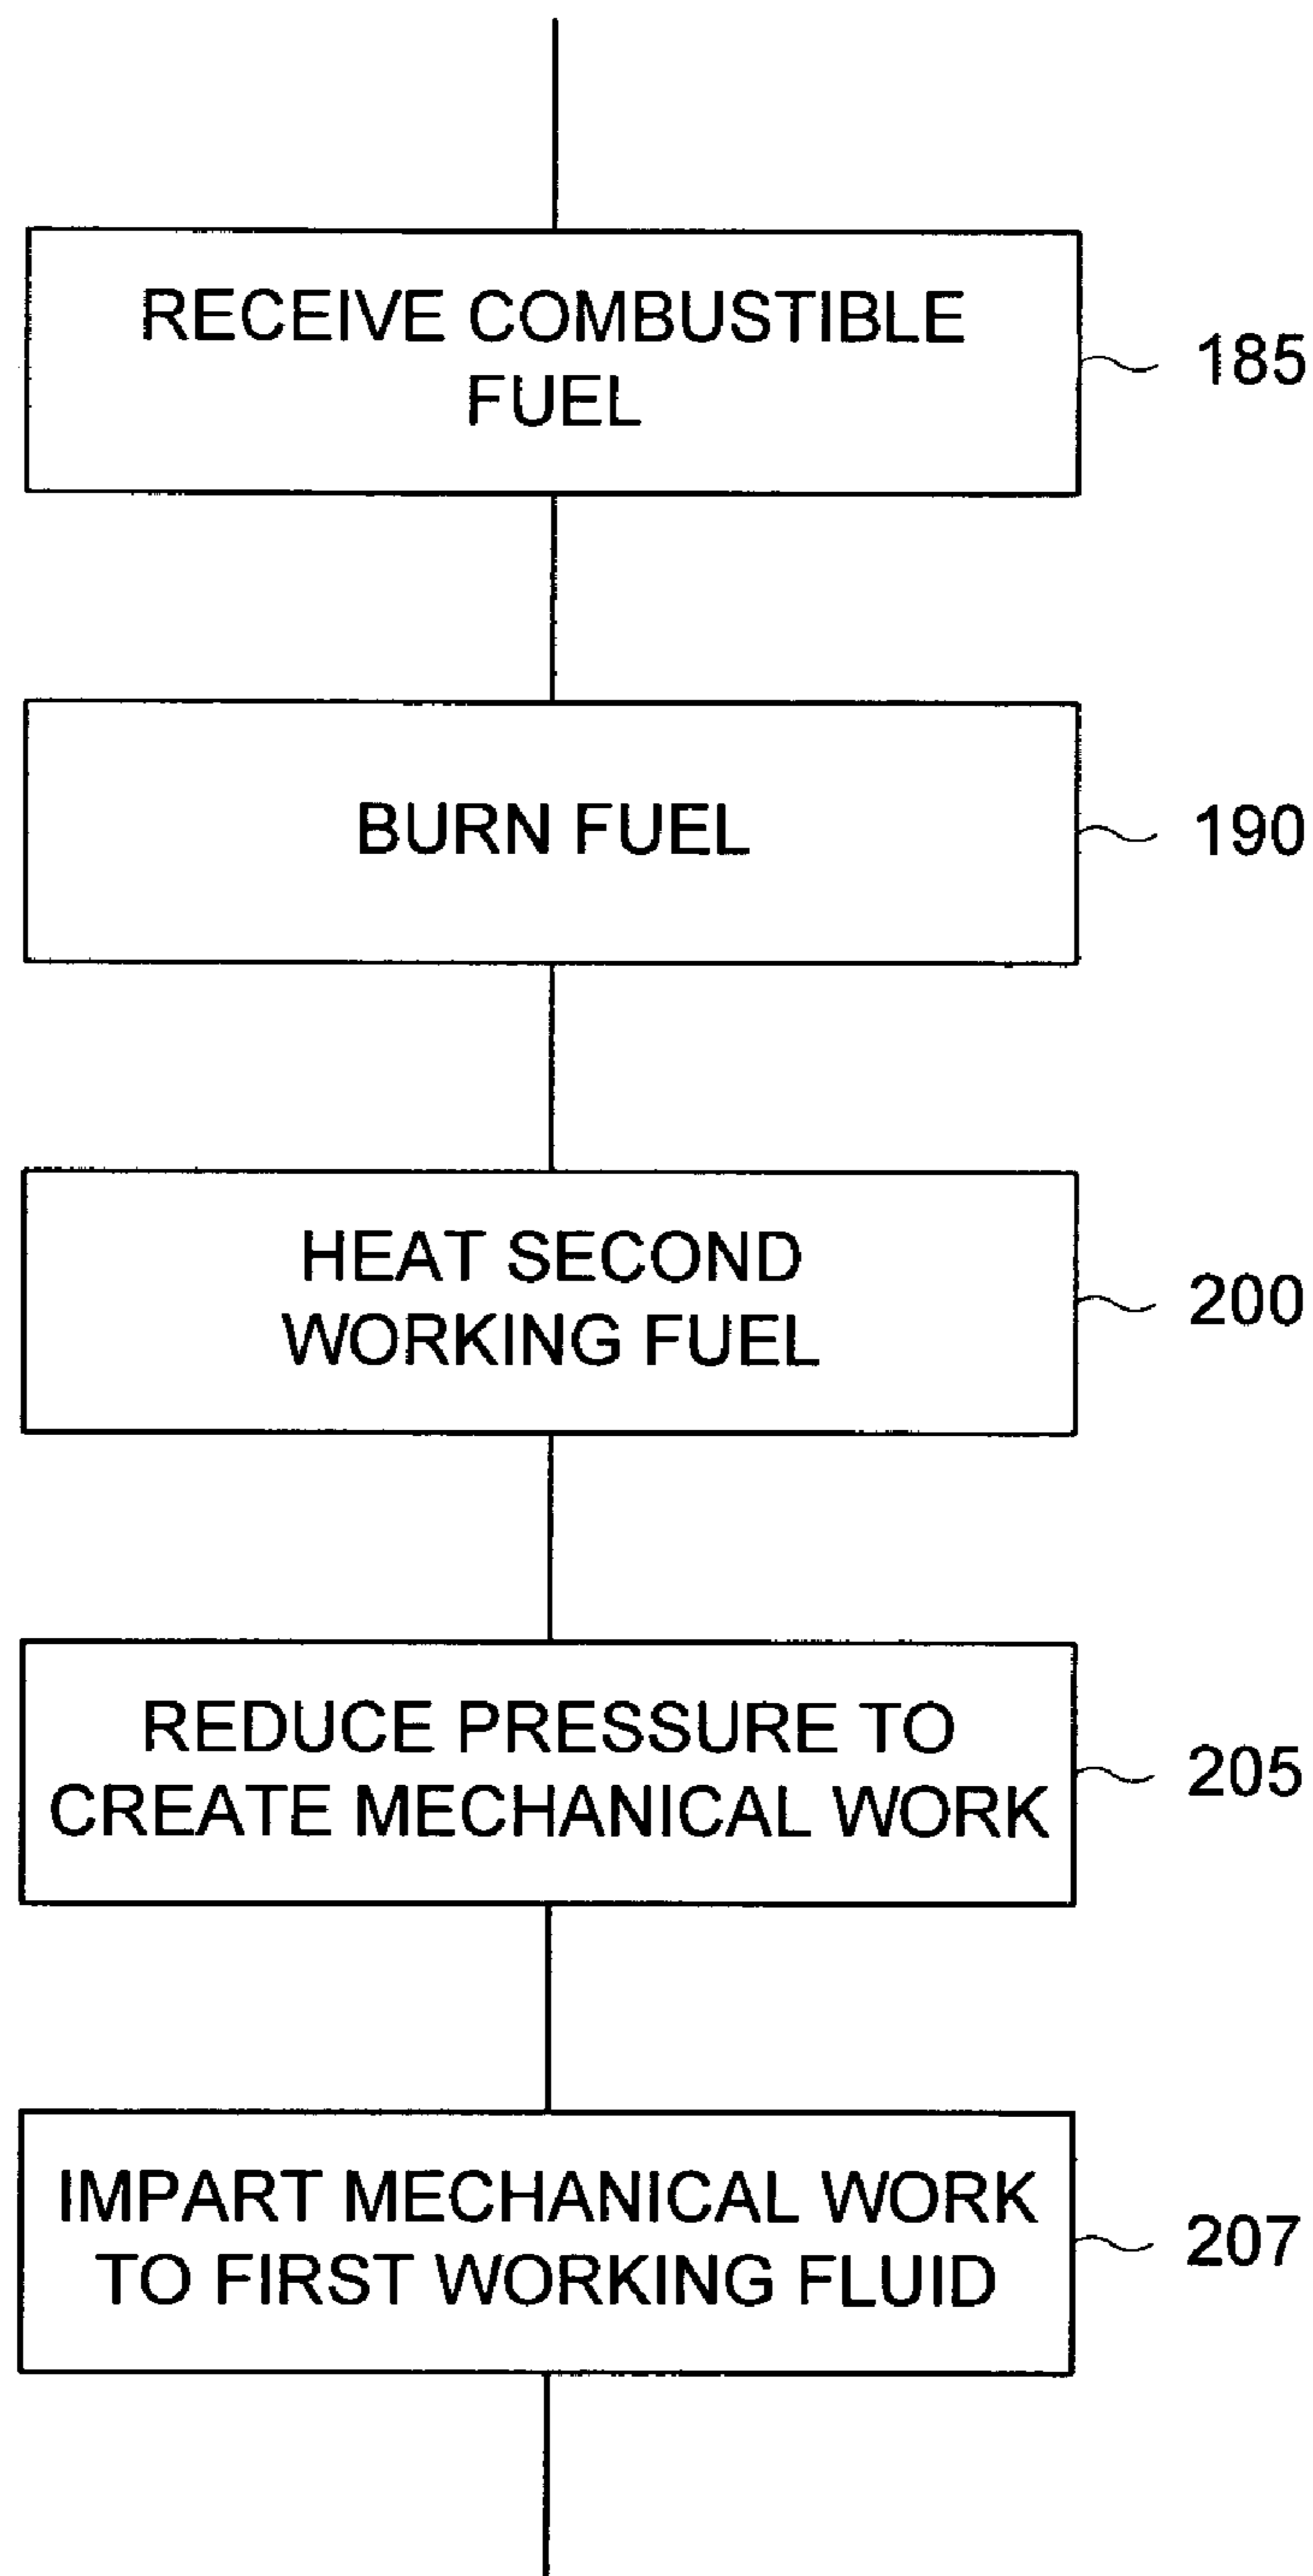 RECEIVE COMBUSTIBLE
FUEL
185
BURN FUEL
190
HEAT SECOND
WORKING FUEL
200
REDUCE PRESSURE TO
CREATE MECHANICAL WORK
205
IMPART MECHANICAL WORK
TO FIRST WORKING FLUID
207